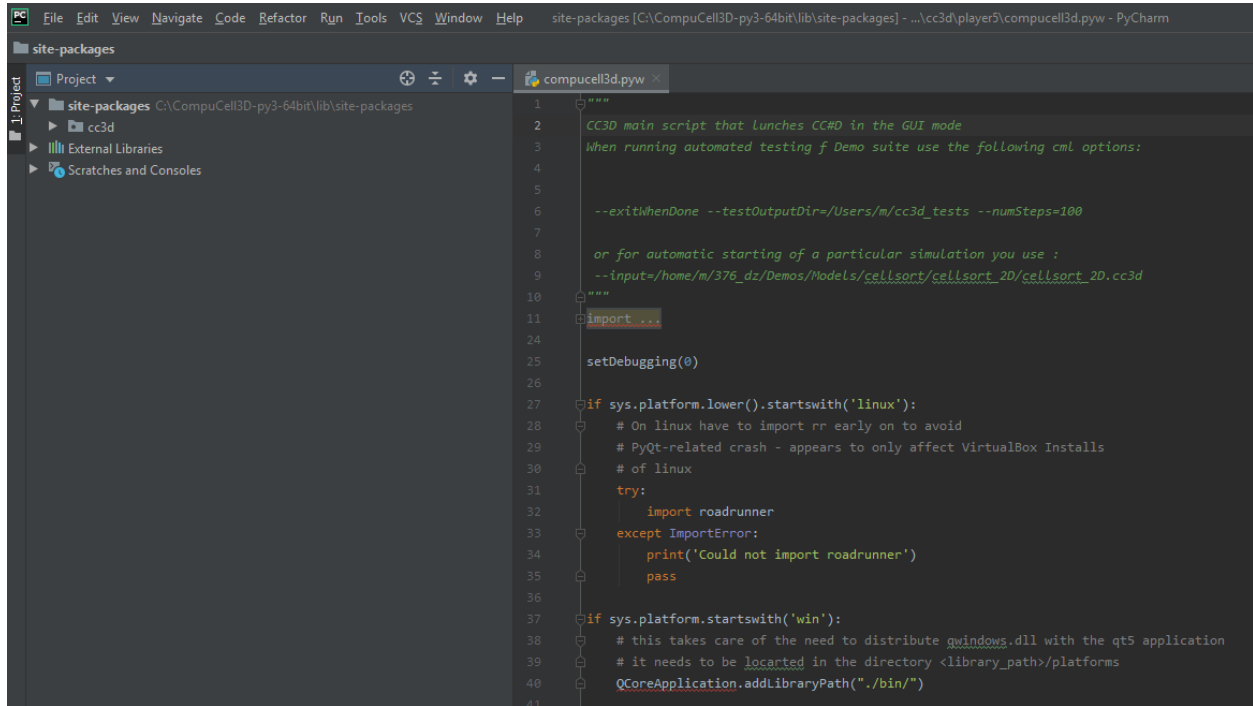 PC File Edit View Navigate Code Refactor Run Tools VCS Window Help site-packages [C:\CompuCell3D-py3-64bit\lib\site-packages] - ...\cc3d\player5\compucell3d.pyw - PyCharm
site-packages
1: Project
Project
site-packages C:\CompuCell3D-py3-64bit\lib\site-packages
cc3d
External Libraries
Scratches and Consoles
compucell3d.pyw
1 """
2 CC3D main script that lunches CC#D in the GUI mode
3 When running automated testing f Demo suite use the following cml options:
4
5
6 --exitWhenDone --testOutputDir=/Users/m/cc3d_tests --numSteps=100
7
8 or for automatic starting of a particular simulation you use :
9 --input=/home/m/376_dz/Demos/Models/cellsort/cellsort_2D/cellsort_2D.cc3d
10 """
11 import ...
24
25 setDebugging(0)
26
27 if sys.platform.lower().startswith('linux'):
28 # On linux have to import rr early on to avoid
29 # PyQt-related crash - appears to only affect VirtualBox Installs
30 # of linux
31 try:
32 import roadrunner
33 except ImportError:
34 print('Could not import roadrunner')
35 pass
36
37 if sys.platform.startswith('win'):
38 # this takes care of the need to distribute qwindows.dll with the qt5 application
39 # it needs to be locarted in the directory <library_path>/platforms
40 QCoreApplication.addLibraryPath("./bin/")
41